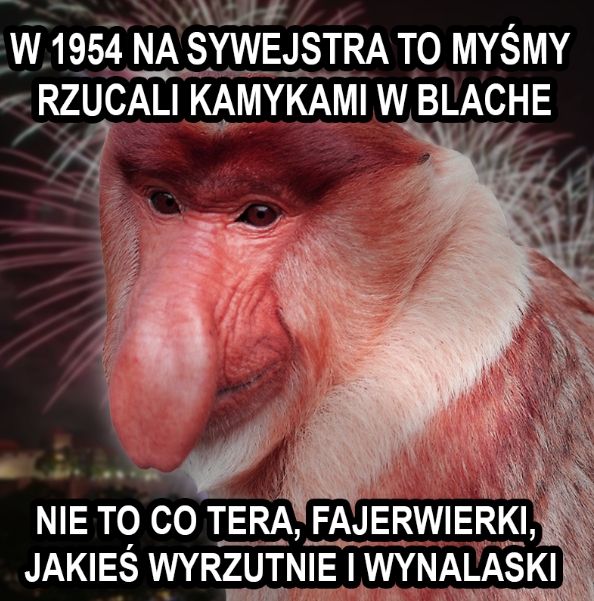 W 1954 NA SYWEJSTRA TO MYŚMY
RZUCALI KAMYKAMI W BLACHE
NIE TO CO TERA, FAJERWIERKI,
JAKIEŚ WYRZUTNIE I WYNALASKI